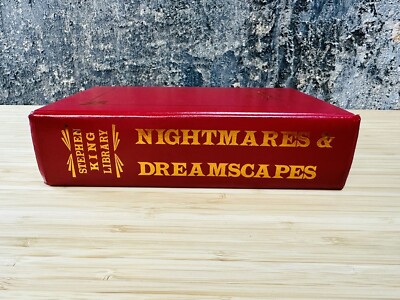 STEPHEN
KING
LIBRARY
NIGHTMARES &
DREAMSCAPES